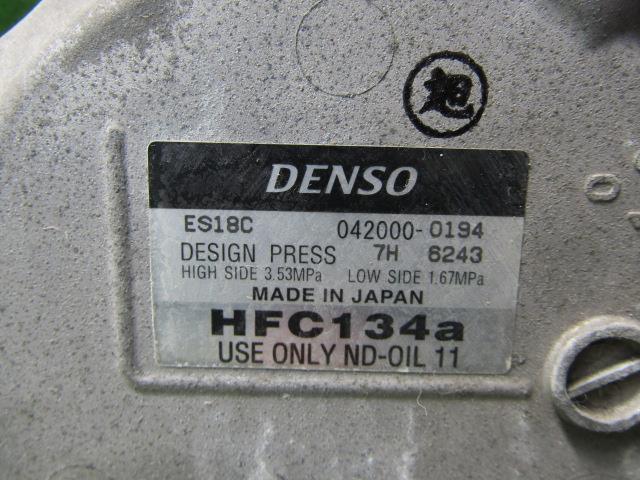 DENSO
ES18C 042000-0194
DESIGN PRESS 7H 6243
HIGH SIDE 3.53MPa LOW SIDE 1.67MPa
MADE IN JAPAN
HFC134a
USE ONLY ND-OIL 11